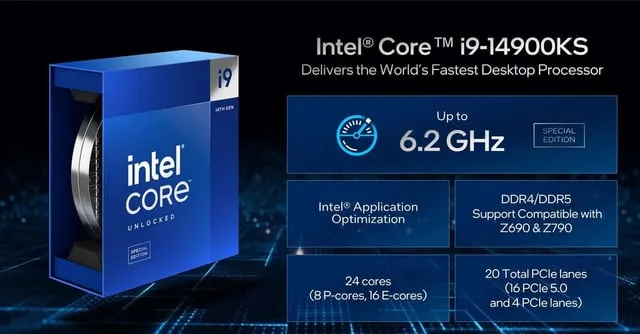 Intel® Core™ i9-14900KS
Delivers the World's Fastest Desktop Processor
i9
14TH GEN
intel
CORE™
UNLOCKED
SPECIAL
EDITION
Up to
6.2 GHz
SPECIAL
EDITION
Intel® Application
Optimization
DDR4/DDR5
Support Compatible with
Z690 & Z790
24 cores
(8 P-cores, 16 E-cores)
20 Total PCIe lanes
(16 PCIe 5.0
and 4 PCIe lanes)